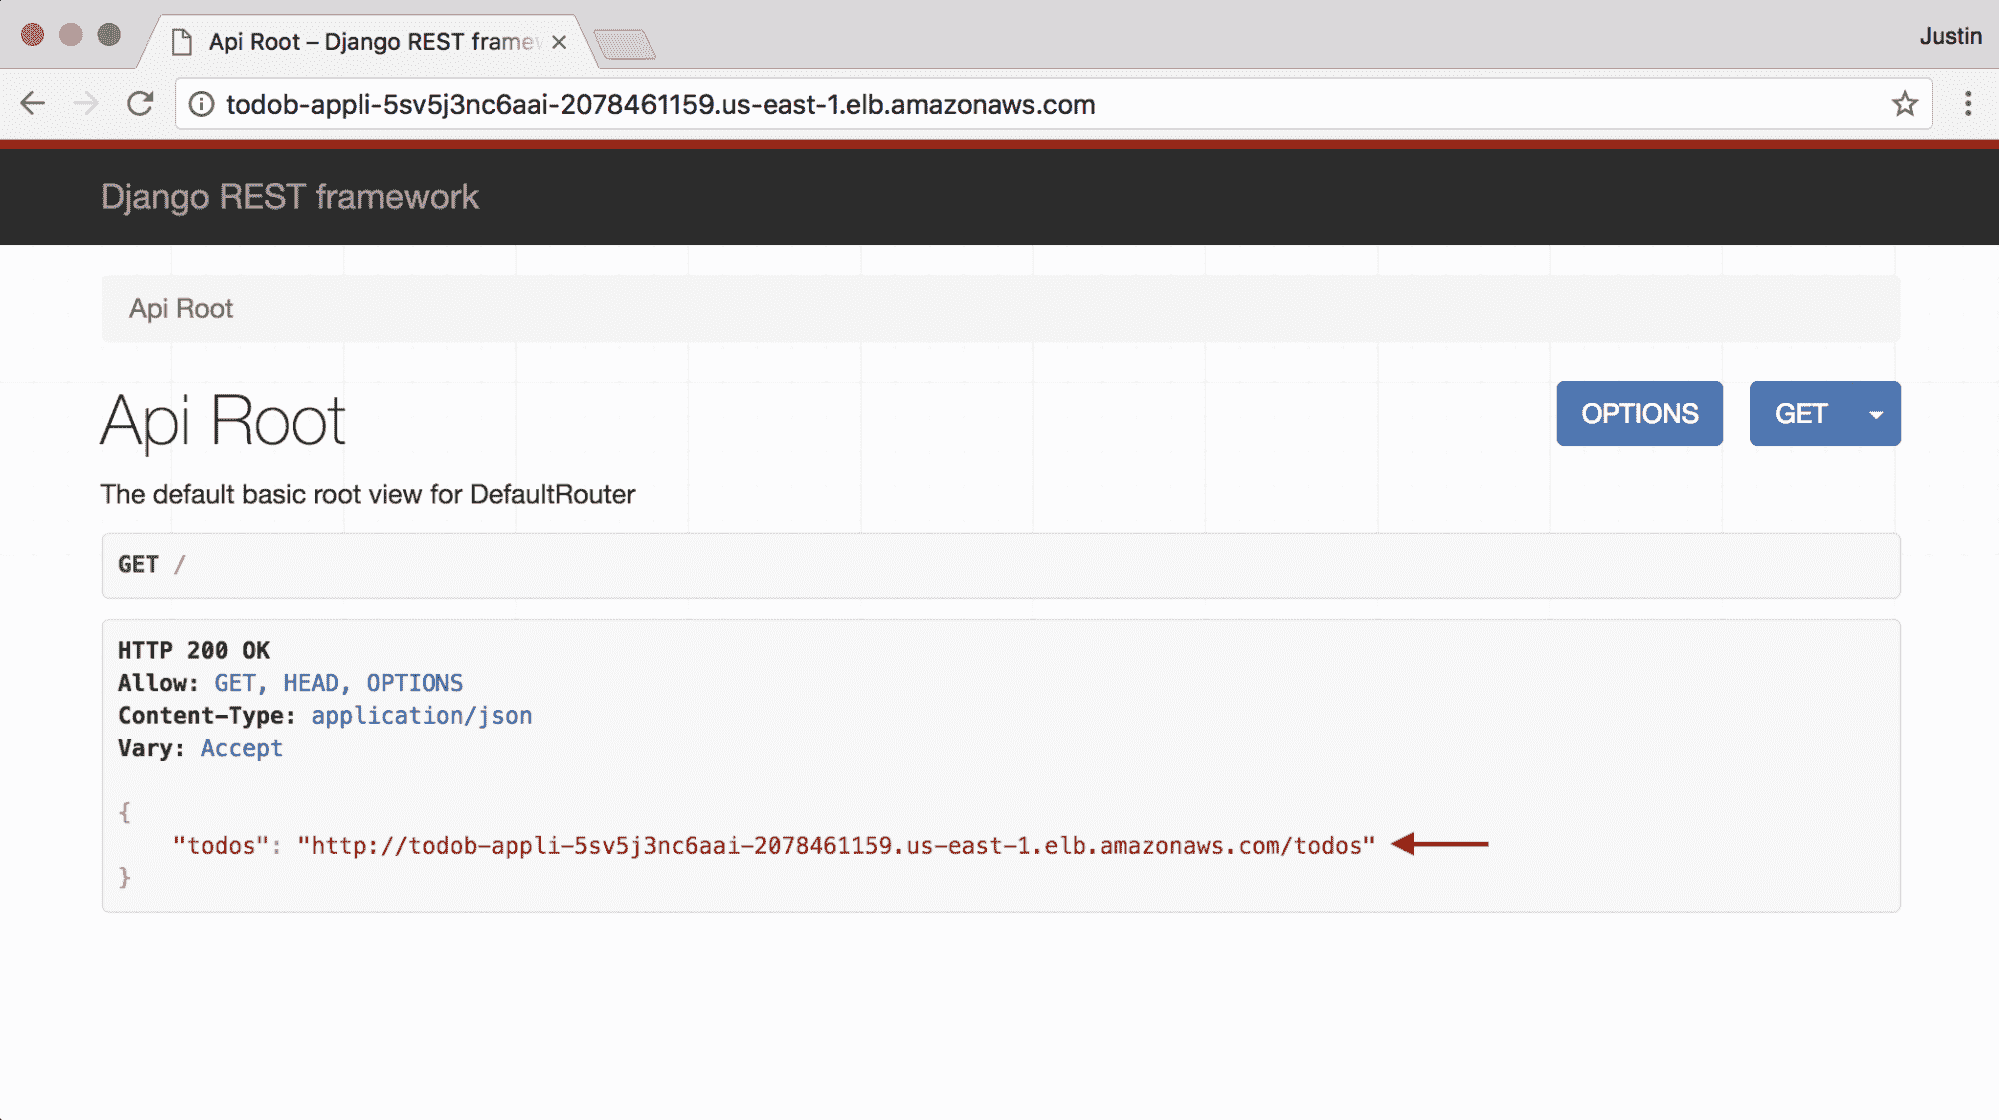 Api Root – Django REST frame
Justin
todob-appli-5sv5j3nc6aai-2078461159.us-east-1.elb.amazonaws.com
Django REST framework
Api Root
Api Root
OPTIONS
GET
The default basic root view for DefaultRouter
GET /
HTTP 200 OK
Allow: GET, HEAD, OPTIONS
Content-Type: application/json
Vary: Accept
{
"todos": "http://todob-appli-5sv5j3nc6aai-2078461159.us-east-1.elb.amazonaws.com/todos"
}